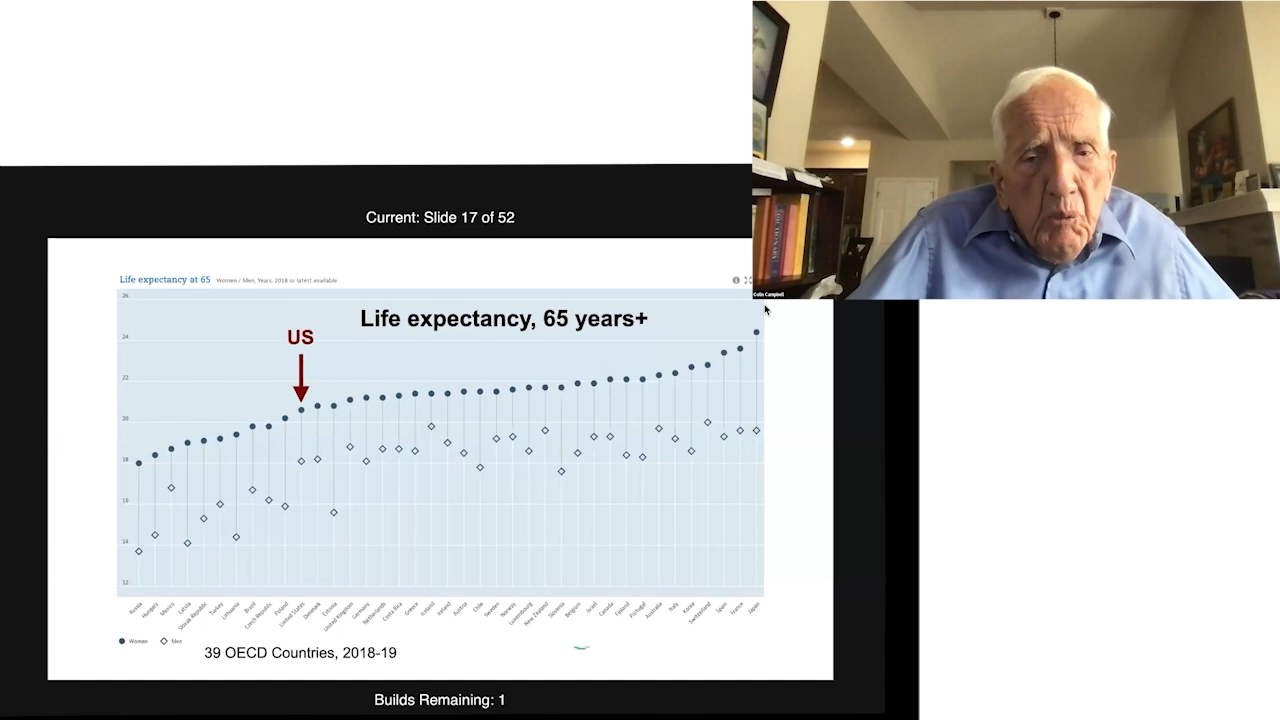 Current: Slide 17 of 52
Colin Campbell
Life expectancy at 65 Women / Men, Years, 2018 or latest available
Life expectancy, 65 years+
US
26
24
22
20
18
16
14
12
Russia
Hungary
Mexico
Latvia
Slovak Republic
Turkey
Lithuania
Brazil
Czech Republic
Poland
United States
Denmark
Estonia
United Kingdom
Germany
Netherlands
Costa Rica
Greece
Iceland
Ireland
Austria
Chile
Sweden
Norway
Luxembourg
New Zealand
Slovenia
Belgium
Israel
Canada
Finland
Portugal
Australia
Italy
Korea
Switzerland
Spain
France
Japan
Women Men
39 OECD Countries, 2018-19
Builds Remaining: 1